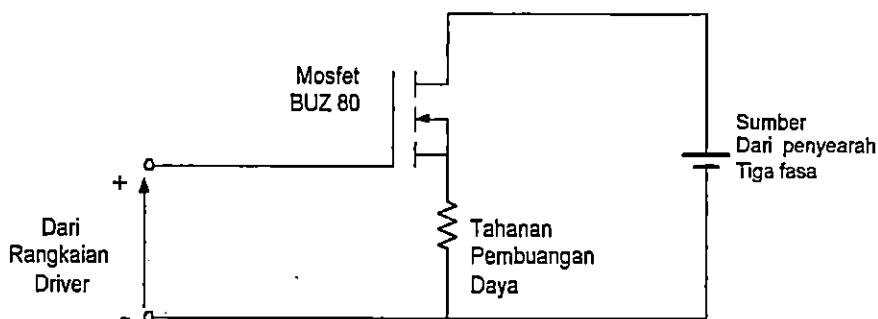 Mosfet
BUZ 80
Sumber
Dari penyearah
Tiga fasa
+
Dari
Rangkaian
Driver
-
Tahanan
Pembuangan
Daya